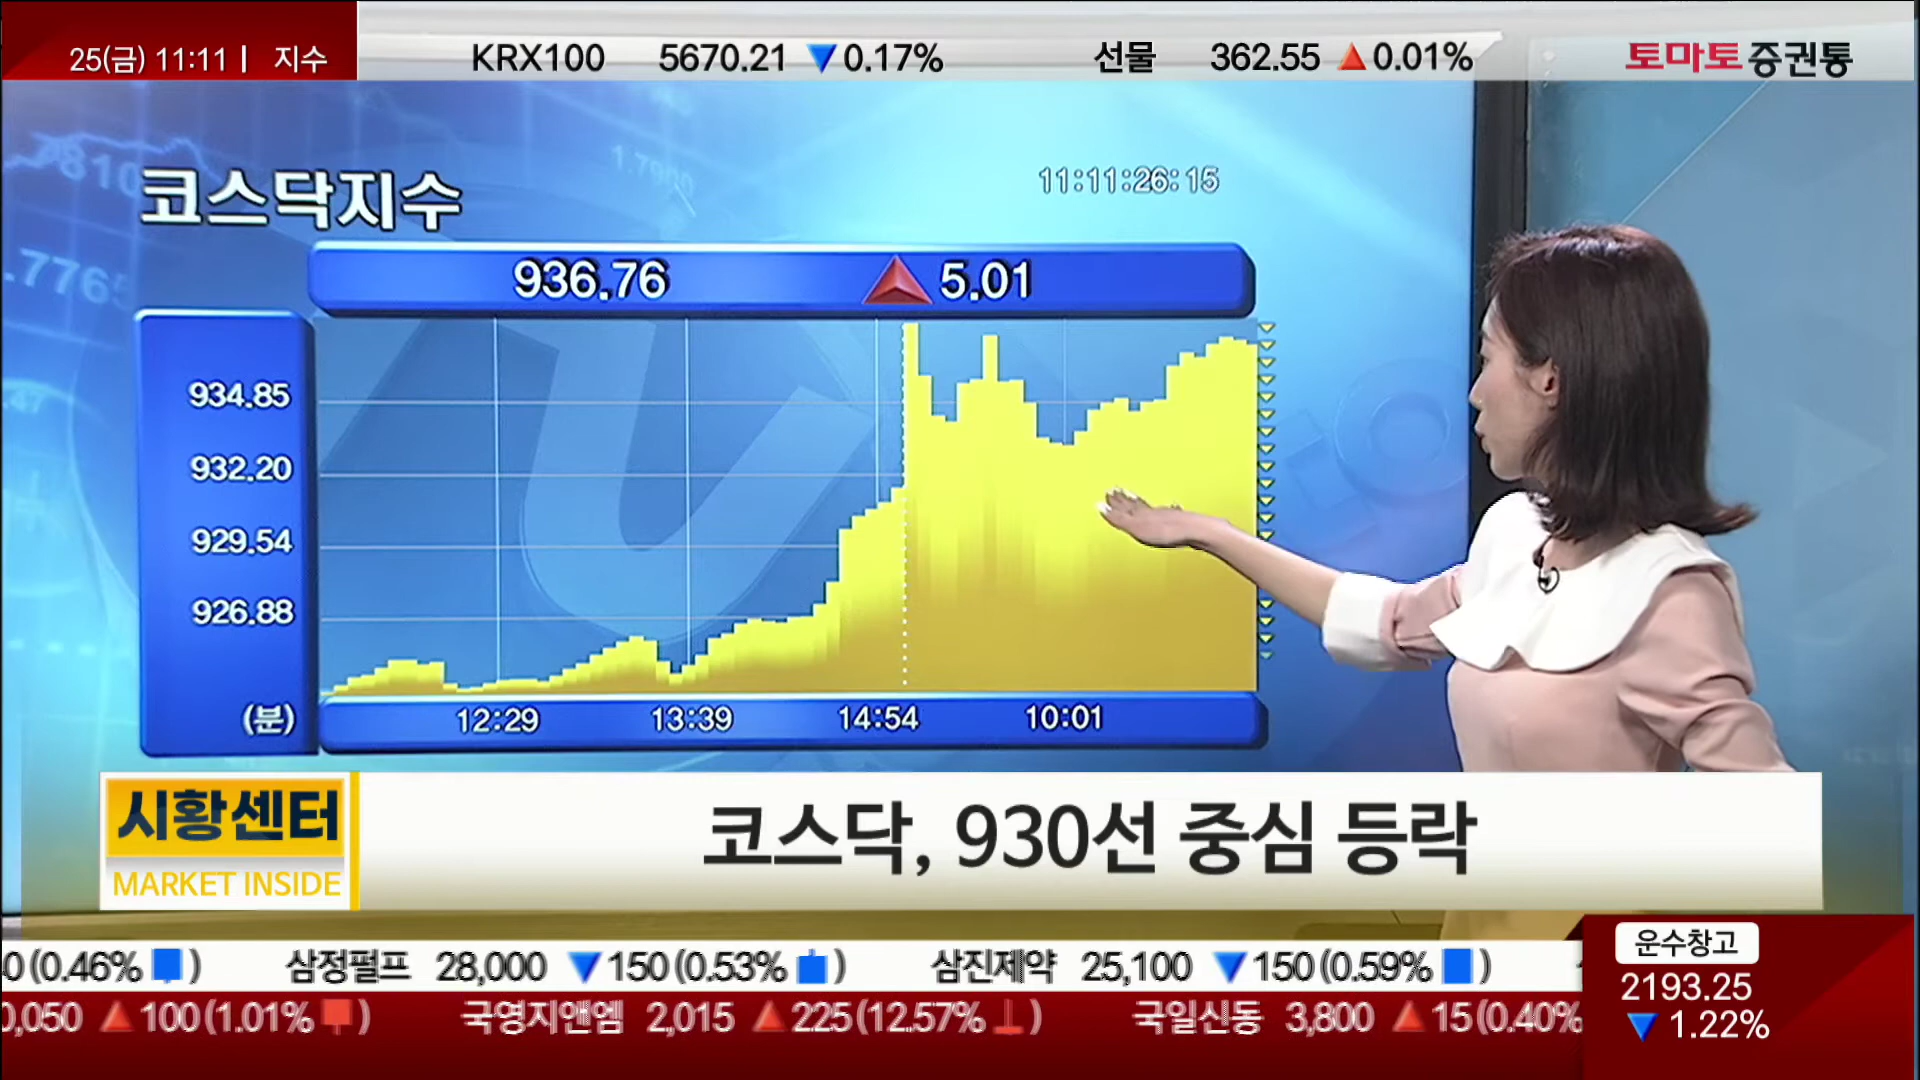 25(금) 11:11 | 지수 KRX100 5670.21 ▼ 0.17% 선물 362.55 ▲ 0.01% 토마토증권통
코스닥지수 11:11:26:15
936.76 ▲ 5.01
934.85
932.20
929.54
926.88
(분) 12:29 13:39 14:54 10:01
시황센터
MARKET INSIDE
코스닥, 930선 중심 등락
0(0.46% ) 삼정펄프 28,000 ▼150(0.53% ) 삼진제약 25,100 ▼150(0.59% )
0,050 ▲100(1.01% ) 국영지앤엠 2,015 ▲225(12.57% ) 국일신동 3,800 ▲15(0.40%
운수창고
2193.25
▼ 1.22%